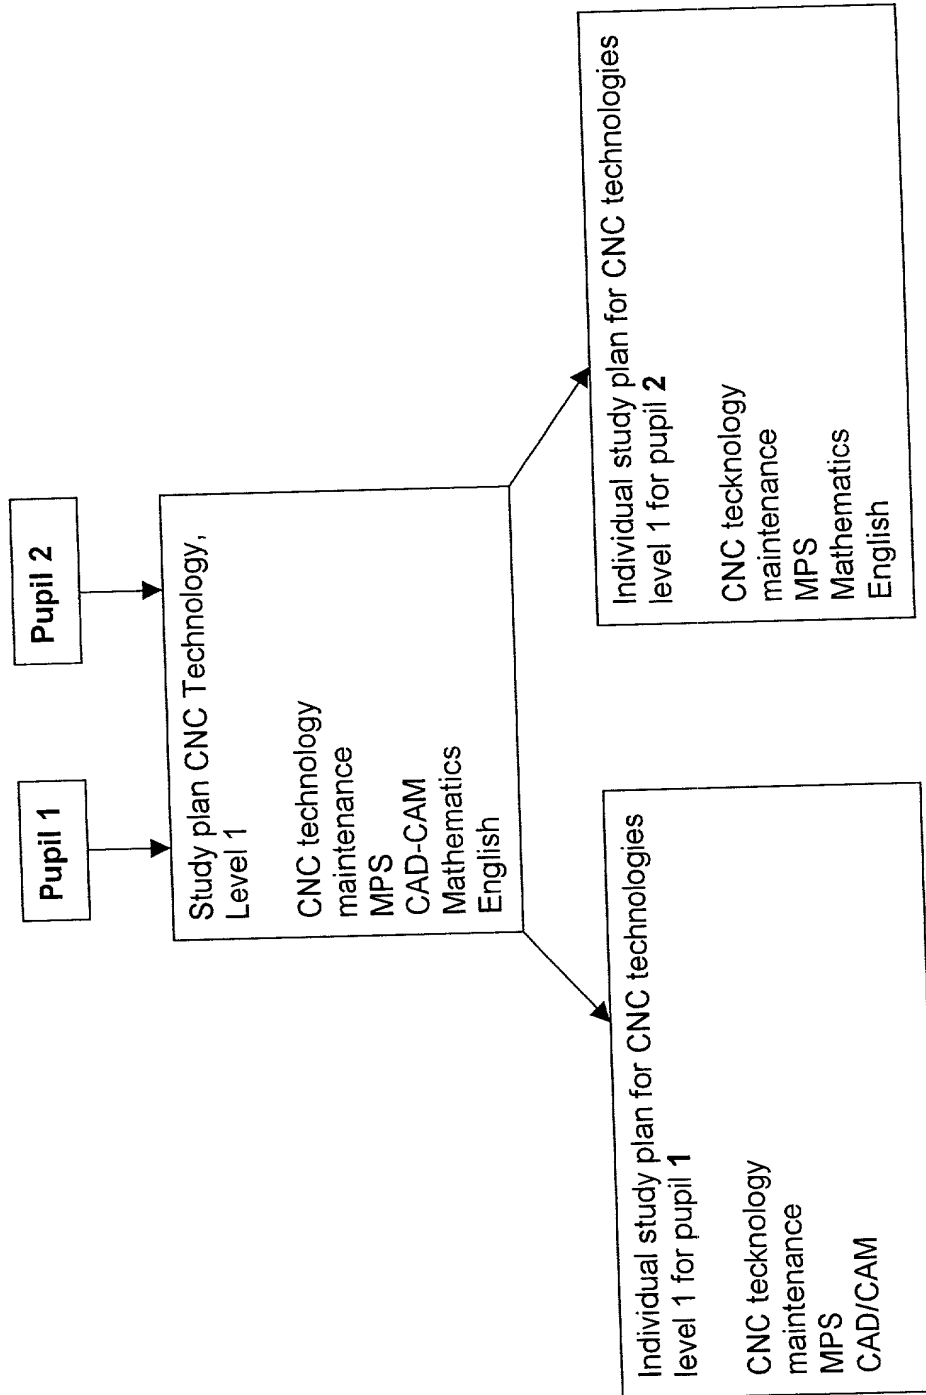 Pupil 1
Pupil 2
Study plan CNC Technology,
Level 1
CNC technology
maintenance
MPS
CAD-CAM
Mathematics
English
Individual study plan for CNC technologies
level 1 for pupil 1
CNC tecknology
maintenance
MPS
CAD/CAM
Individual study plan for CNC technologies
level 1 for pupil 2
CNC tecknology
maintenance
MPS
Mathematics
English